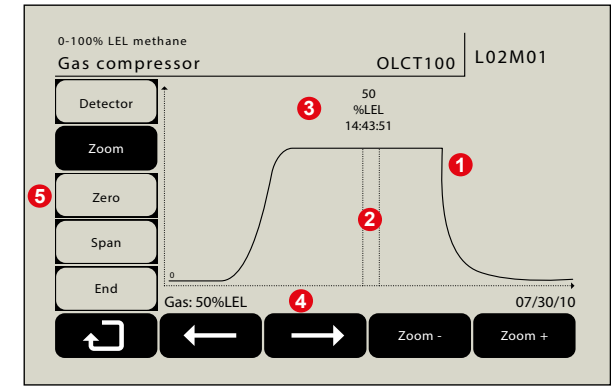 0-100% LEL methane
Gas compressor
OLCT100
L02M01
Detector
Zoom
Zero
Span
End
50
%LEL
14:43:51
3
1
2
5
4
0
Gas: 50%LEL
07/30/10
Zoom -
Zoom +